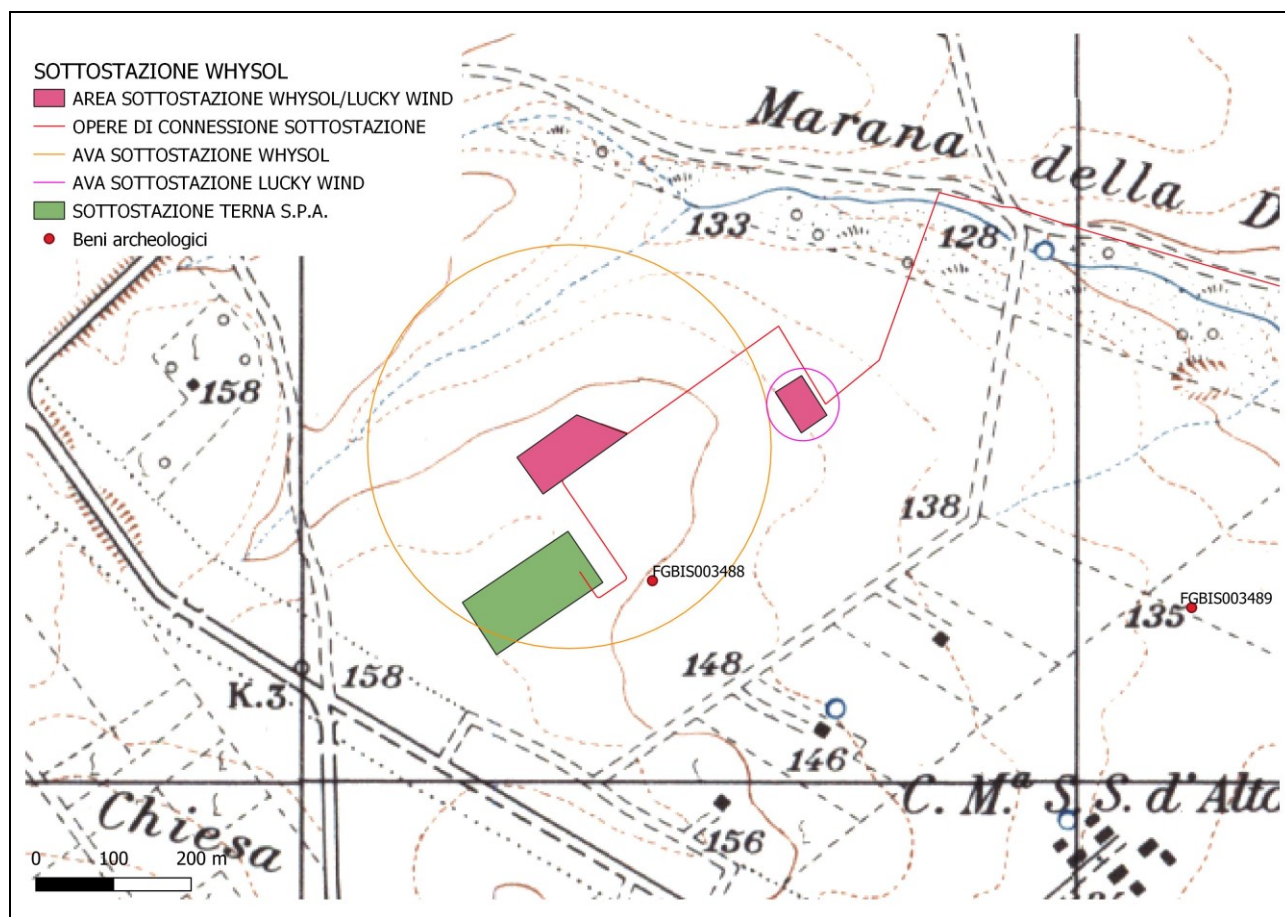 SOTTOSTAZIONE WHYSOL
AREA SOTTOSTAZIONE WHYSOL/LUCKY WIND
OPERE DI CONNESSIONE SOTTOSTAZIONE
AVA SOTTOSTAZIONE WHYSOL
AVA SOTTOSTAZIONE LUCKY WIND
SOTTOSTAZIONE TERNA S.P.A.
Beni archeologici
Marana della D
133
128
158
138
FGBIS003488
FGBIS003489
135
148
158
K.3
146
C. Mª S. S. d'Alto
156
Chiesa
0 100 200 m